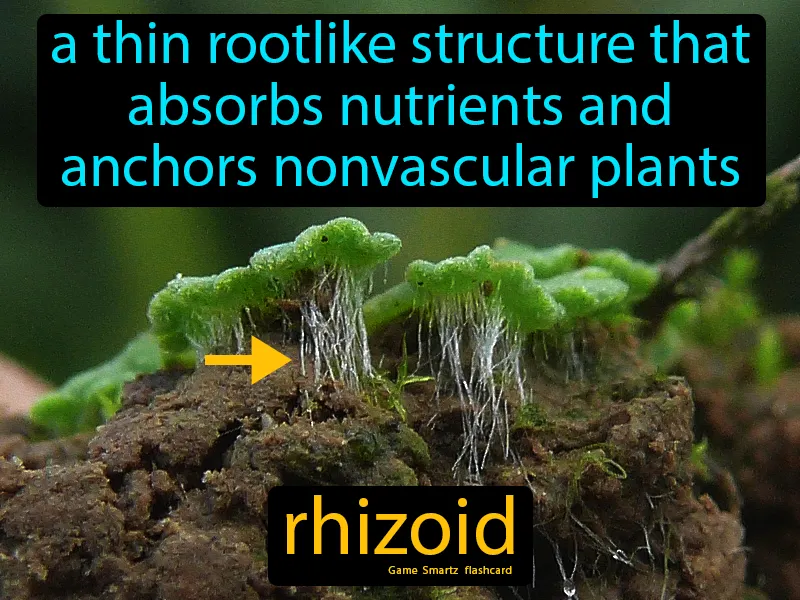 a thin rootlike structure that
absorbs nutrients and
anchors nonvascular plants
rhizoid
Game Smartz flashcard